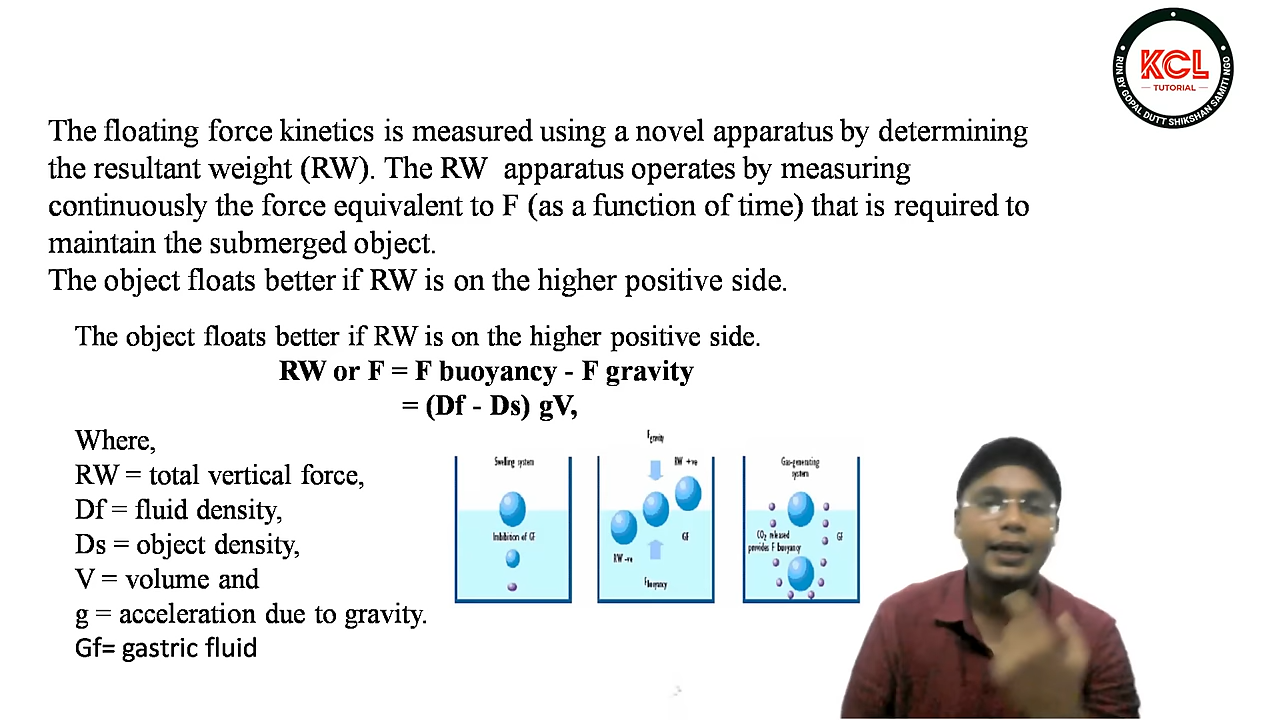 KCL
TUTORIAL
RUN BY GOPAL DUTT SHIKSHAN SAMITI NGO
The floating force kinetics is measured using a novel apparatus by determining
the resultant weight (RW). The RW apparatus operates by measuring
continuously the force equivalent to F (as a function of time) that is required to
maintain the submerged object.
The object floats better if RW is on the higher positive side.
The object floats better if RW is on the higher positive side.
RW or F = F buoyancy - F gravity
= (Df - Ds) gV,
Where,
RW = total vertical force,
Df = fluid density,
Ds = object density,
V = volume and
g = acceleration due to gravity.
Gf= gastric fluid
Swelling system
Imbibition of GF
Fgravity
RW +ve
GF
RW -ve
Fbuoyancy
Gas-generating
system
CO2 released
provides F buoyancy
GF